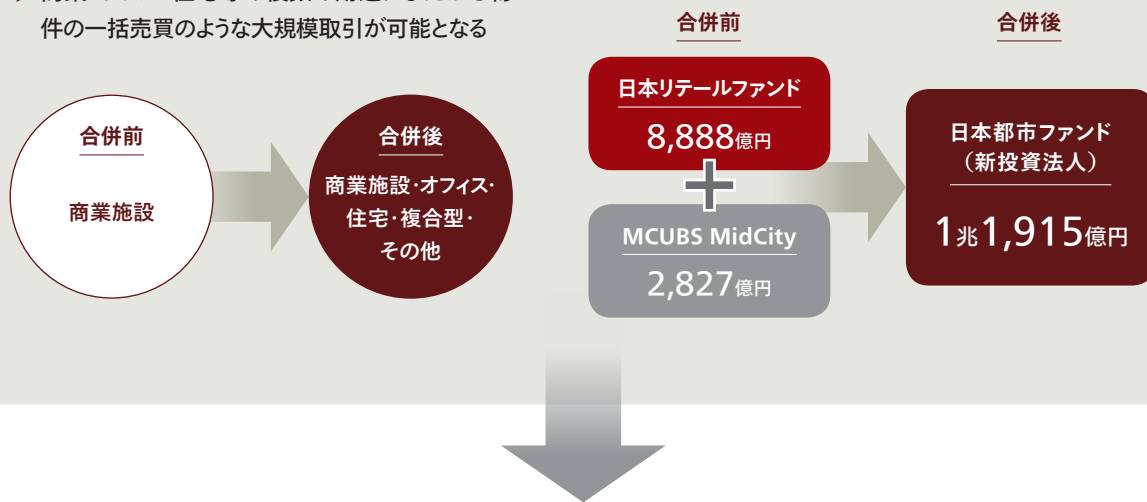 件の一括売買のような大規模取引が可能となる
合併前
商業施設
合併後
商業施設・オフィス・
住宅・複合型・
その他
合併前
日本リテールファンド
8,888億円
+
MCUBS MidCity
2,827億円
合併後
日本都市ファンド
（新投資法人）
1兆1,915億円